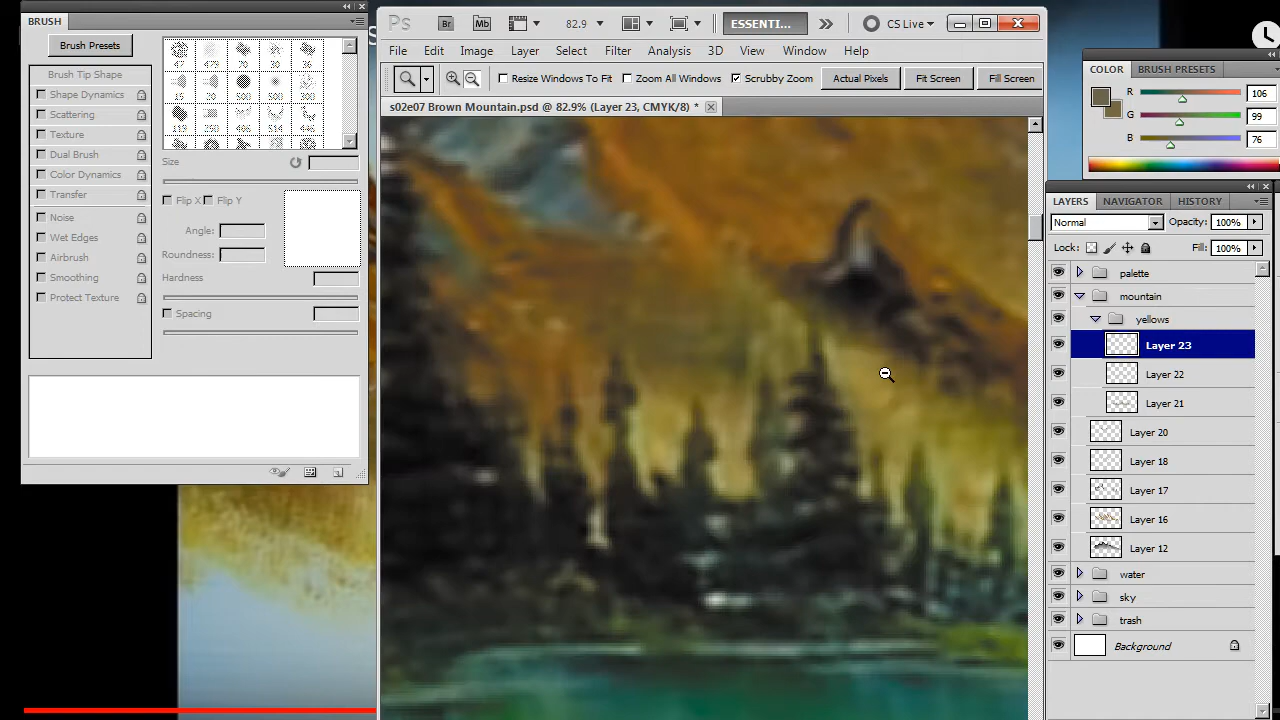 BRUSH
Brush Presets
Brush Tip Shape
Shape Dynamics
Scattering
Texture
Dual Brush
Color Dynamics
Transfer
Noise
Wet Edges
Airbrush
Smoothing
Protect Texture
Size
Flip X Flip Y
Angle:
Roundness:
Hardness
Spacing
Ps Br Mb 82.9 ESSENTI... CS Live
File Edit Image Layer Select Filter Analysis 3D View Window Help
Resize Windows To Fit Zoom All Windows Scrubby Zoom Actual Pixels Fit Screen Fill Screen
s02e07 Brown Mountain.psd @ 82.9% (Layer 23, CMYK/8) *
COLOR BRUSH PRESETS
R 106
G 99
B 76
LAYERS NAVIGATOR HISTORY
Normal Opacity: 100%
Lock: Fill: 100%
palette
mountain
yellows
Layer 23
Layer 22
Layer 21
Layer 20
Layer 18
Layer 17
Layer 16
Layer 12
water
sky
trash
Background